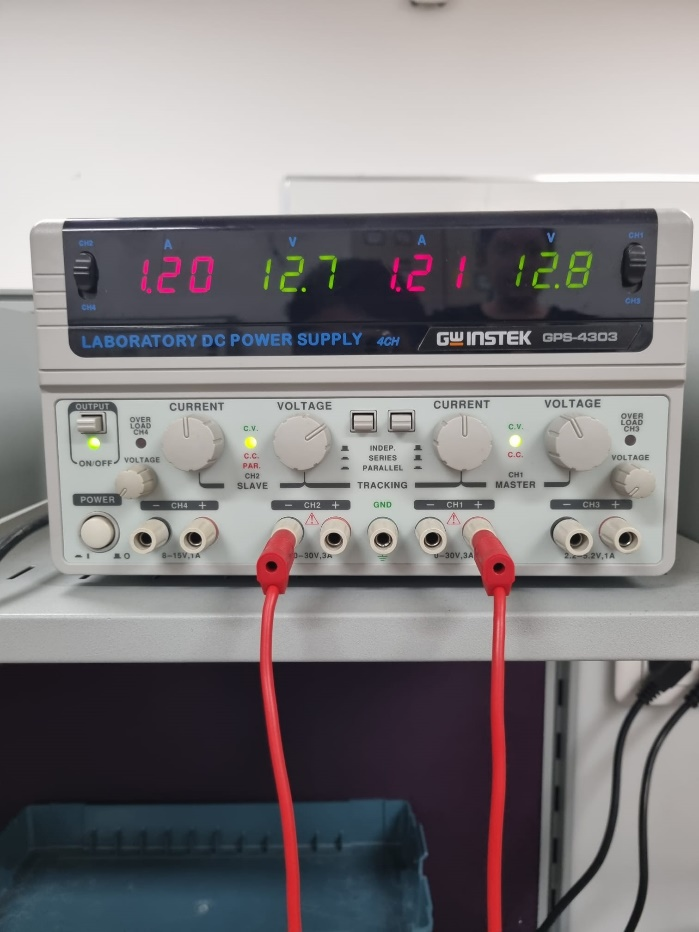 CH2 A V A V CH1
1.20 12.7 1.21 12.8
CH4 CH3
LABORATORY DC POWER SUPPLY 4CH GWINSTEK GPS-4303
OUTPUT
ON/OFF
OVER
LOAD
CH4
VOLTAGE
CURRENT
C.V.
C.C.
PAR.
CH2
SLAVE
VOLTAGE
INDEP.
SERIES
PARALLEL
TRACKING
CURRENT
C.V.
C.C.
CH1
MASTER
VOLTAGE
OVER
LOAD
CH3
VOLTAGE
POWER
− CH4 + − CH2 + GND − CH1 + − CH3 +
I O 8~15V,1A 0~30V,3A 0~30V,3A 2.2~5.2V,1A